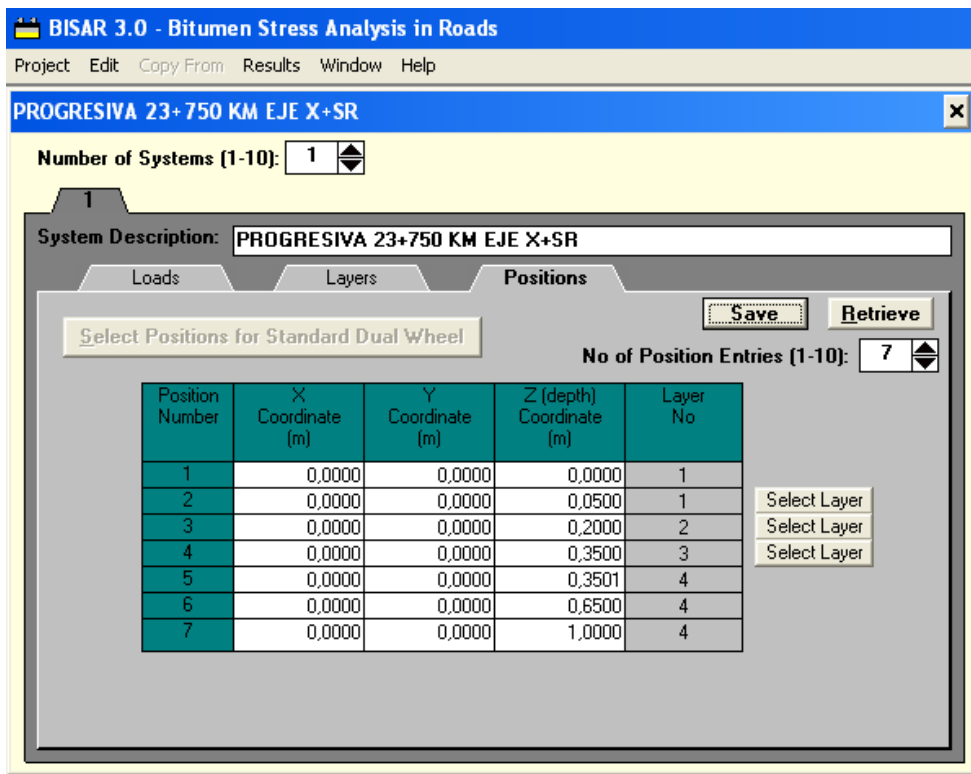 BISAR 3.0 - Bitumen Stress Analysis in Roads
Project Edit Copy From Results Window Help
PROGRESIVA 23+750 KM EJE X+SR
Number of Systems (1-10): 1
1
System Description: PROGRESIVA 23+750 KM EJE X+SR
Loads Layers Positions
Save Retrieve
Select Positions for Standard Dual Wheel
No of Position Entries (1-10): 7
Position X Y Z (depth) Layer
Number Coordinate Coordinate Coordinate No
(m) (m) (m)
1 0,0000 0,0000 0,0000 1
2 0,0000 0,0000 0,0500 1 Select Layer
3 0,0000 0,0000 0,2000 2 Select Layer
4 0,0000 0,0000 0,3500 3 Select Layer
5 0,0000 0,0000 0,3501 4
6 0,0000 0,0000 0,6500 4
7 0,0000 0,0000 1,0000 4